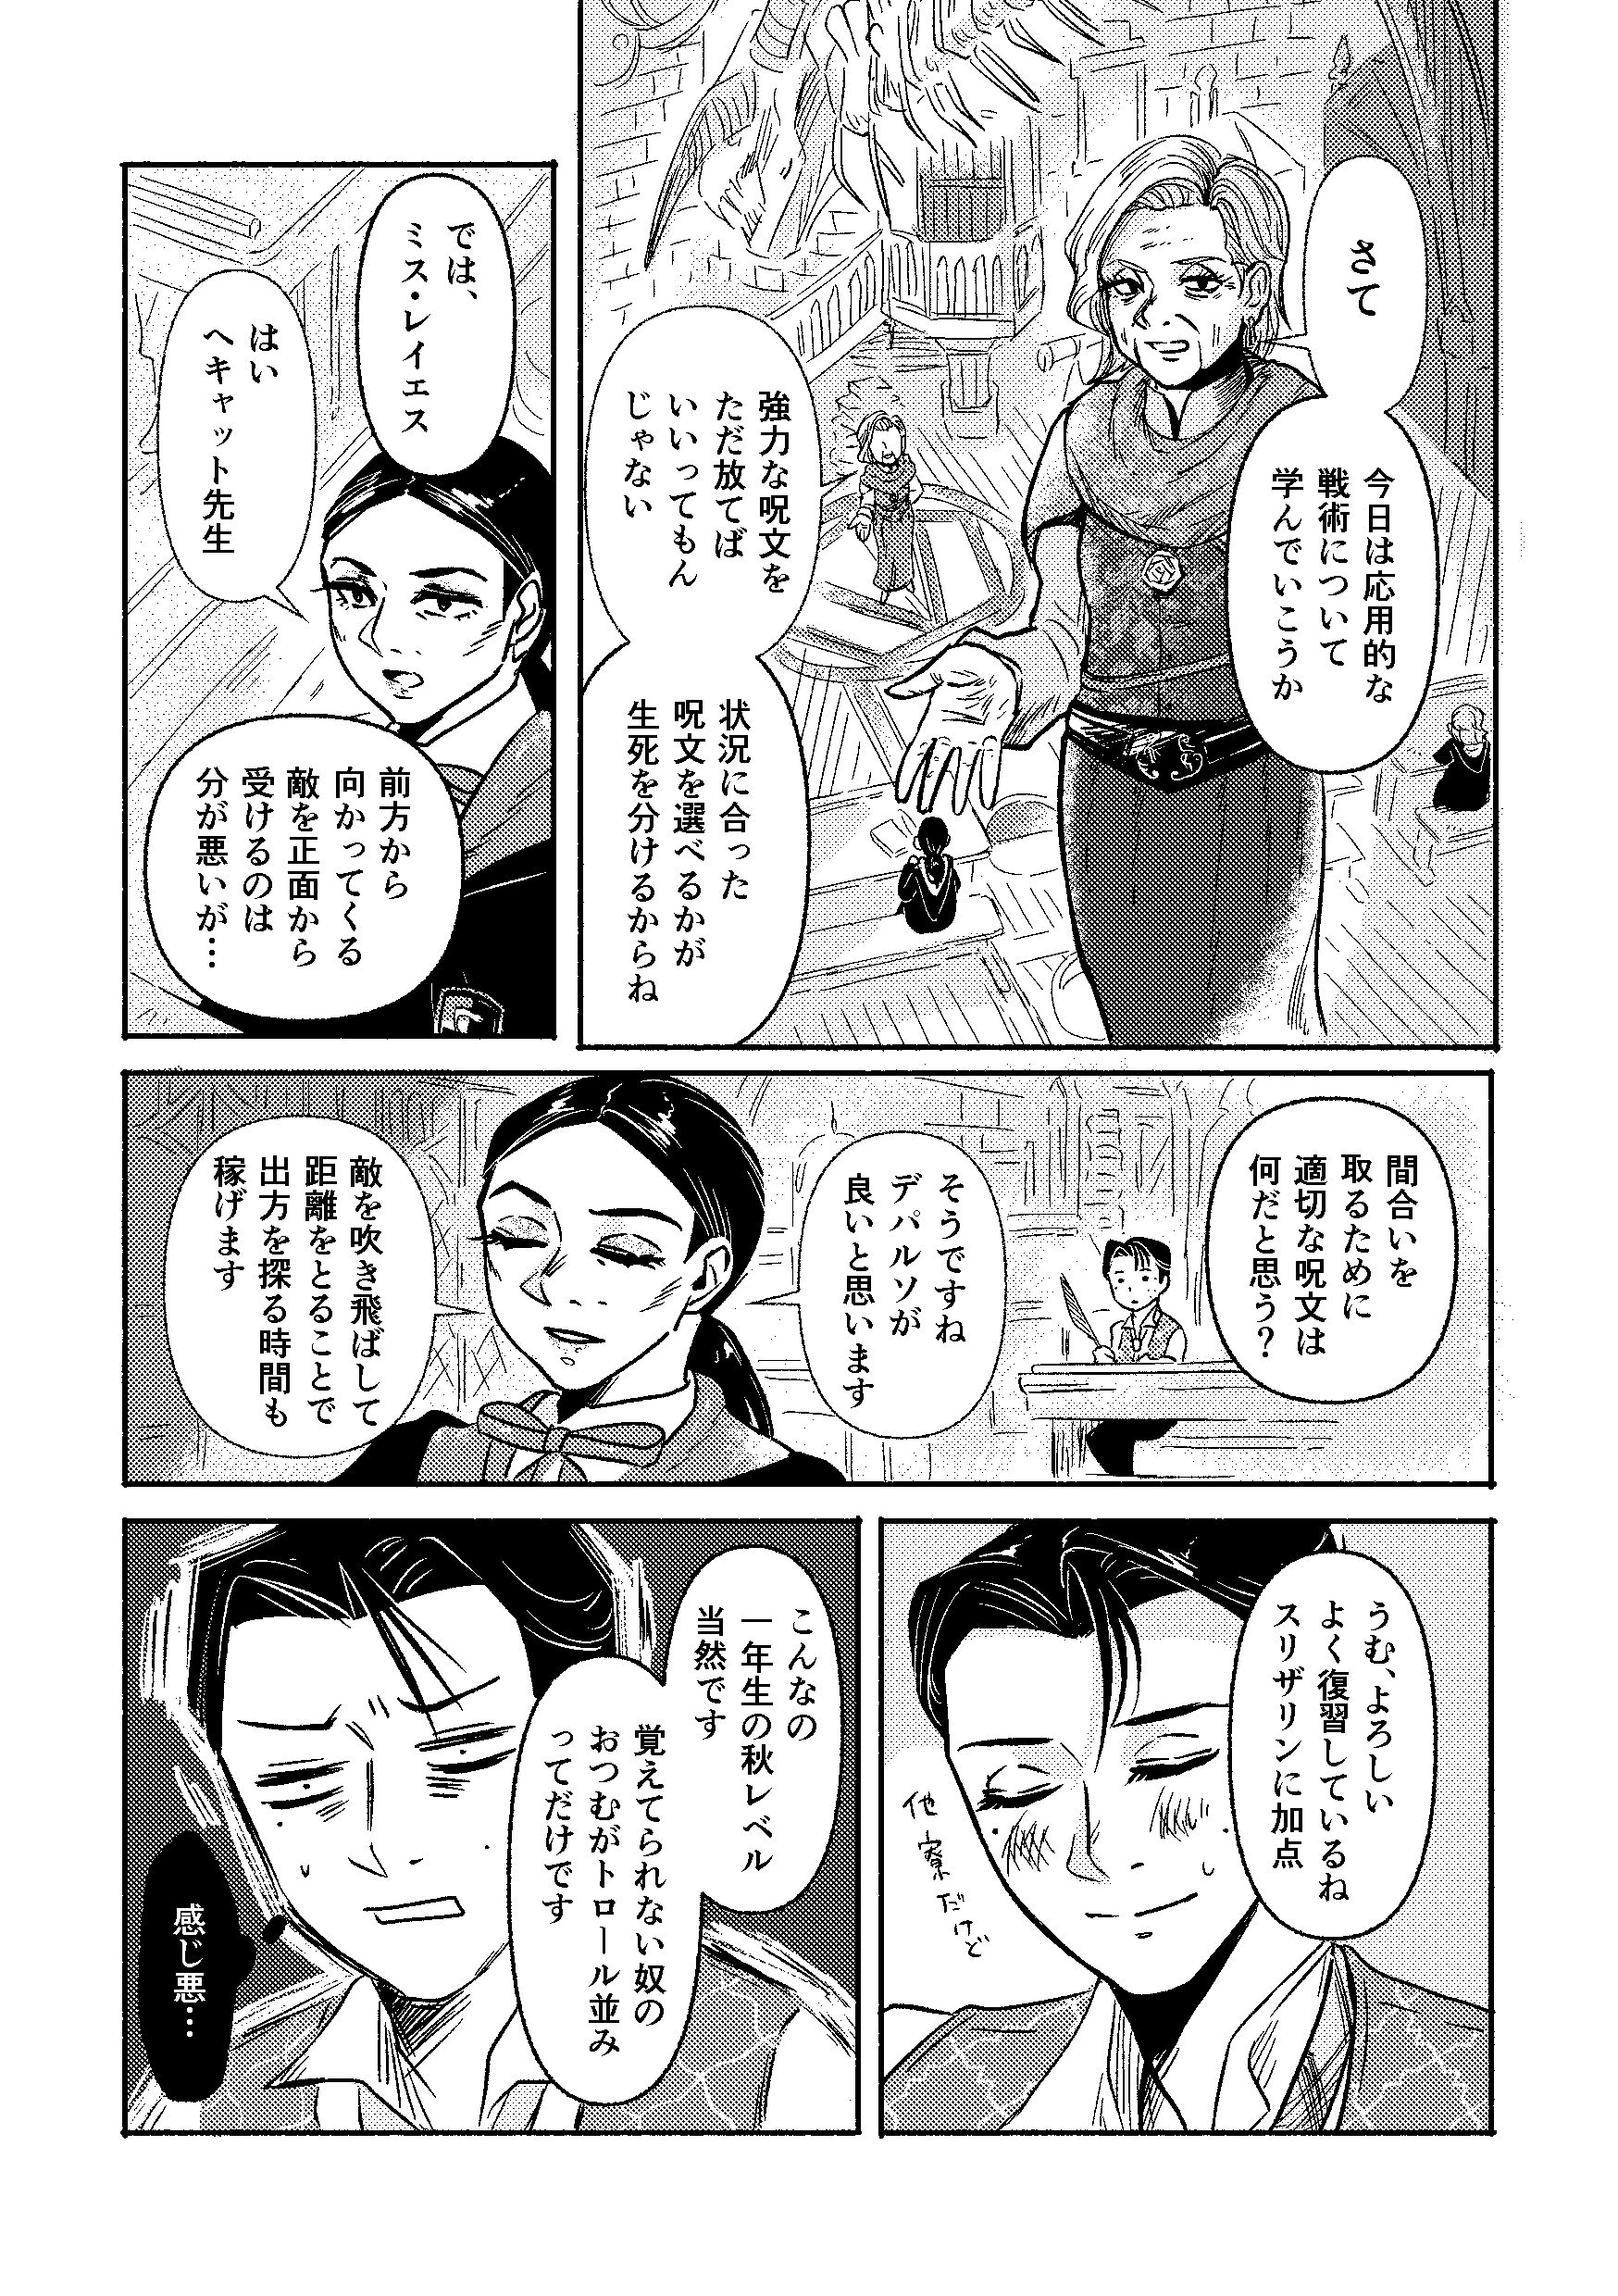 さて
今日は応用的な
戦術について
学んでいこうか
強力な呪文を
ただ放てば
いいってもん
じゃない
状況に合った
呪文を選べるかが
生死を分けるからね
では、
ミス・レイェス
はい
ヘキャット先生
前方から
向かってくる
敵を正面から
受けるのは
分が悪いが…
間合いを
取るために
適切な呪文は
何だと思う？
そうですね
デパルソが
良いと思います
敵を吹き飛ばして
距離をとることで
出方を探る時間も
稼げます
うむ、よろしい
よく復習しているね
スリザリンに加点
他寮だけど
こんなの
一年生の秋レベル
当然です
覚えてられない奴の
おつむがトロール並み
ってだけです
感じ悪…